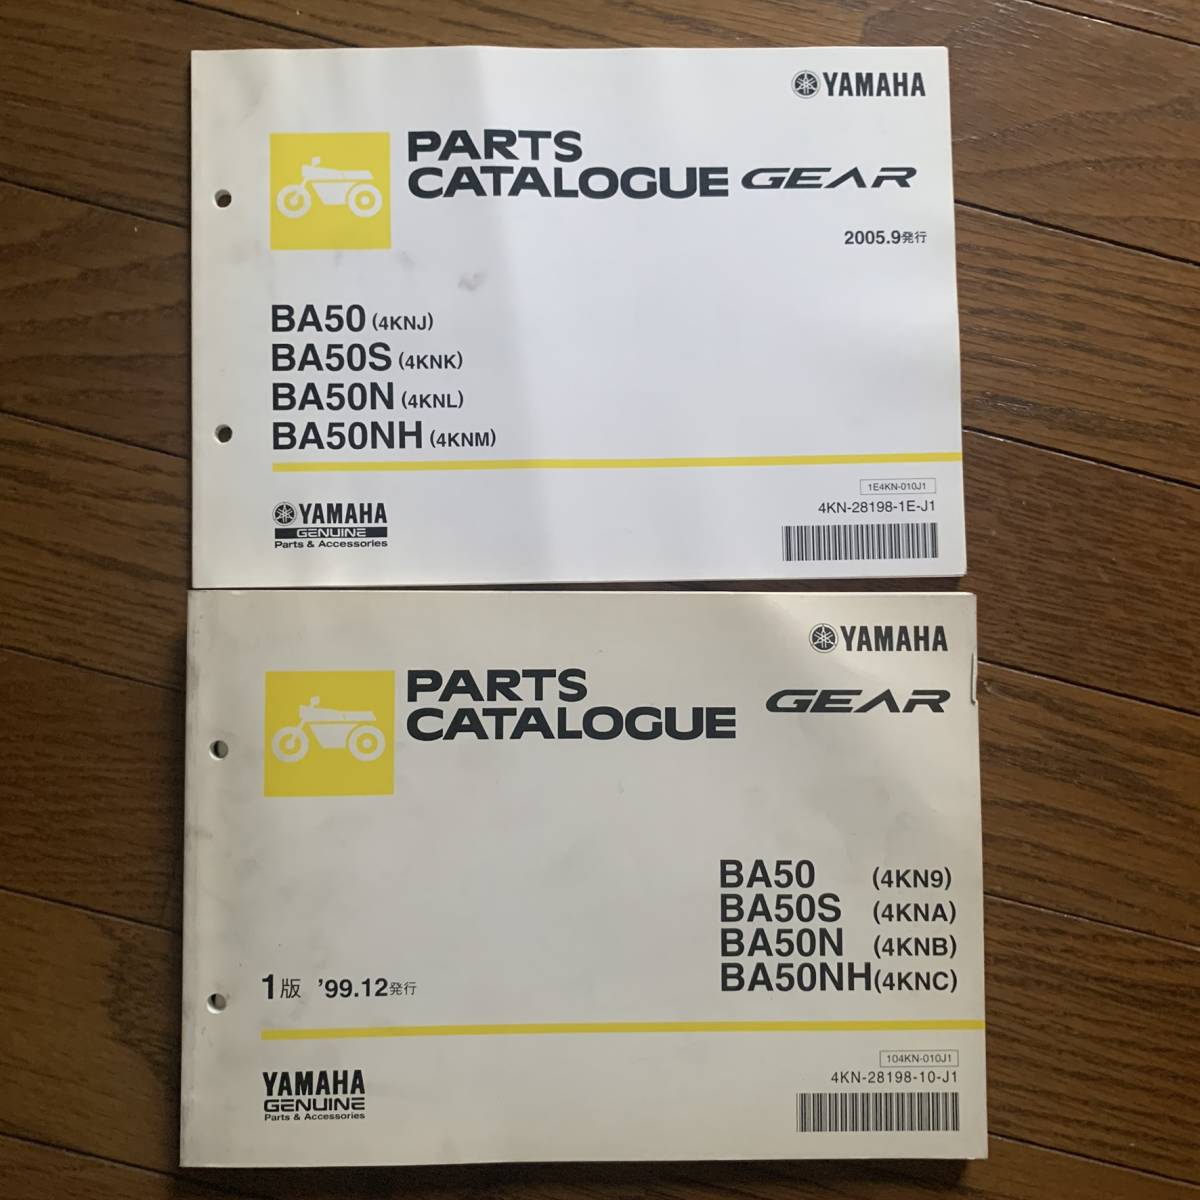 YAMAHA
PARTS
CATALOGUE GEAR
2005.9発行
BA50 (4KNJ)
BA50S (4KNK)
BA50N (4KNL)
BA50NH (4KNM)
1E4KN-010J1
4KN-28198-1E-J1
YAMAHA
GENUINE
Parts & Accessories
YAMAHA
PARTS
CATALOGUE GEAR
BA50 (4KN9)
BA50S (4KNA)
BA50N (4KNB)
BA50NH (4KNC)
1版 '99.12発行
104KN-010J1
4KN-28198-10-J1
YAMAHA
GENUINE
Parts & Accessories